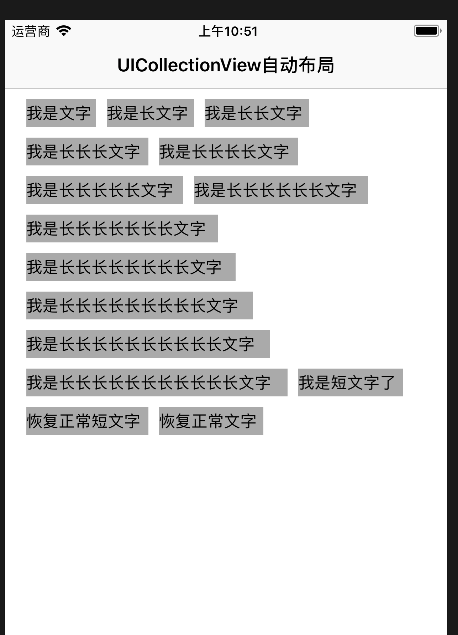 运营商 上午10:51
UICollectionView自动布局
我是文字 我是长文字 我是长长文字
我是长长长文字 我是长长长长文字
我是长长长长长文字 我是长长长长长长文字
我是长长长长长长长文字
我是长长长长长长长长文字
我是长长长长长长长长长文字
我是长长长长长长长长长长文字
我是长长长长长长长长长长长文字 我是短文字了
恢复正常短文字 恢复正常文字